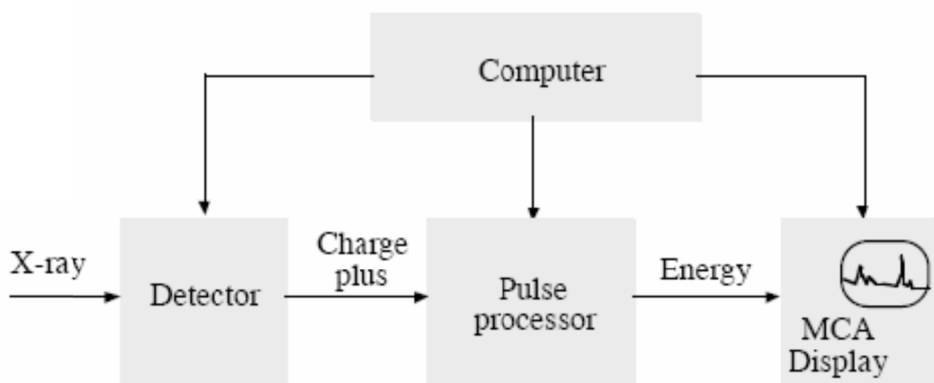 Computer
X-ray
Detector
Charge
plus
Pulse
processor
Energy
MCA
Display